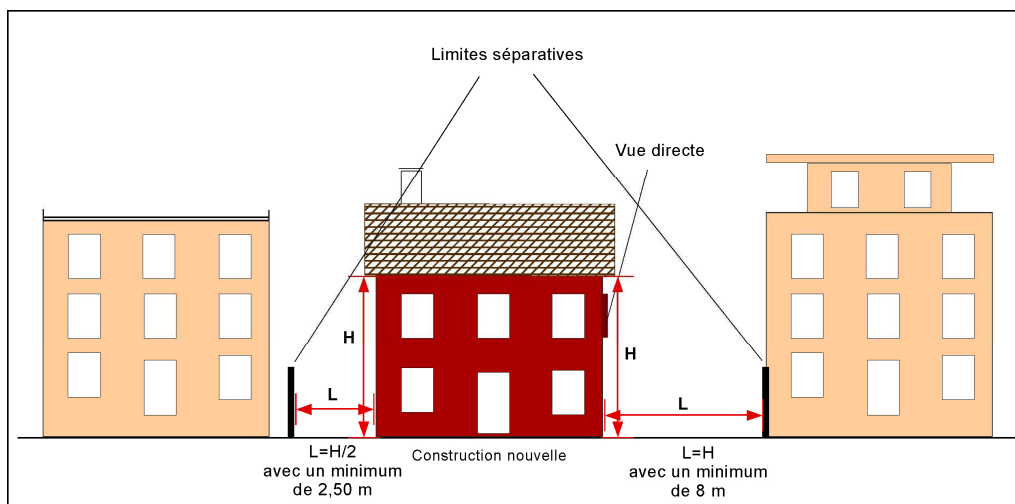 Limites séparatives
Vue directe
H
H
L
L
L=H/2
avec un minimum
de 2,50 m
Construction nouvelle
L=H
avec un minimum
de 8 m